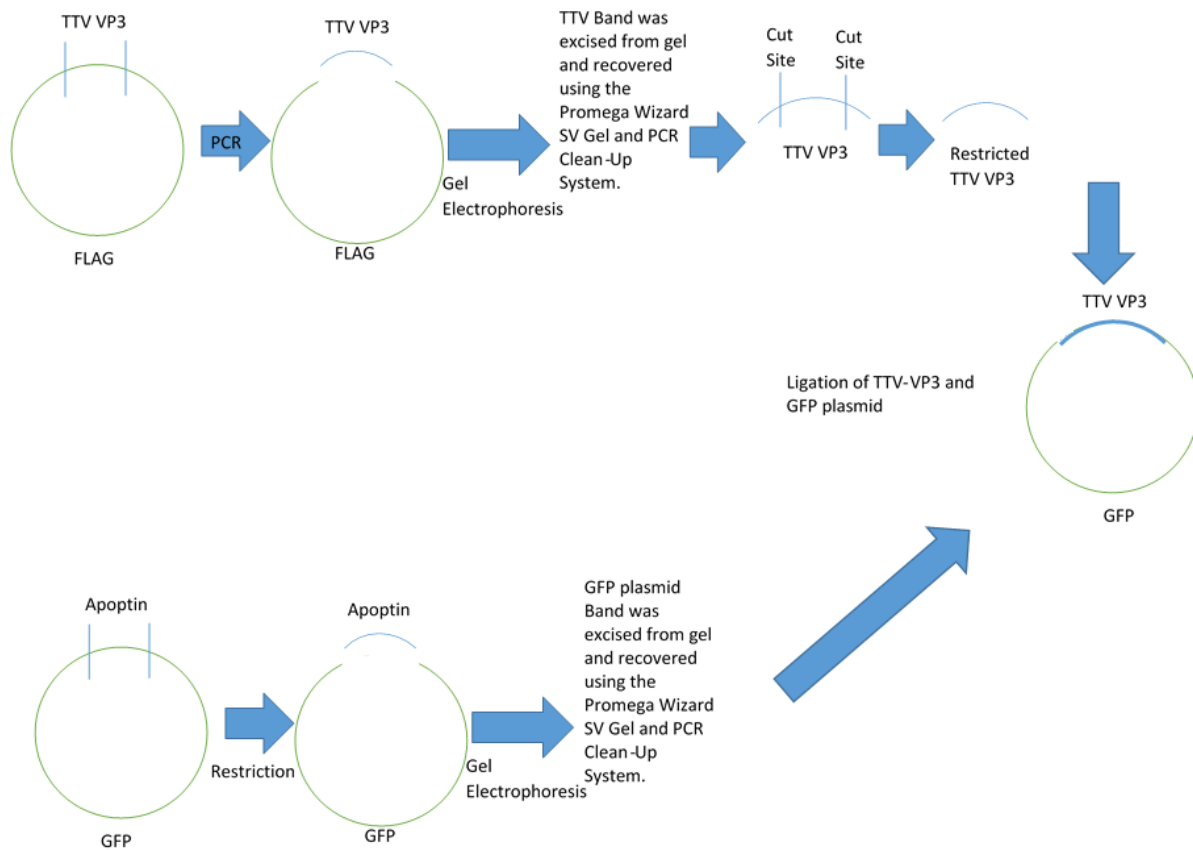 TTV VP3
FLAG
PCR
TTV VP3
FLAG
Gel
Electrophoresis
TTV Band was
excised from gel
and recovered
using the
Promega Wizard
SV Gel and PCR
Clean-Up
System.
Cut
Site
Cut
Site
TTV VP3
Restricted
TTV VP3
TTV VP3
Ligation of TTV-VP3 and
GFP plasmid
GFP
Apoptin
GFP
Restriction
Apoptin
GFP
Gel
Electrophoresis
GFP plasmid
Band was
excised from gel
and recovered
using the
Promega Wizard
SV Gel and PCR
Clean-Up
System.